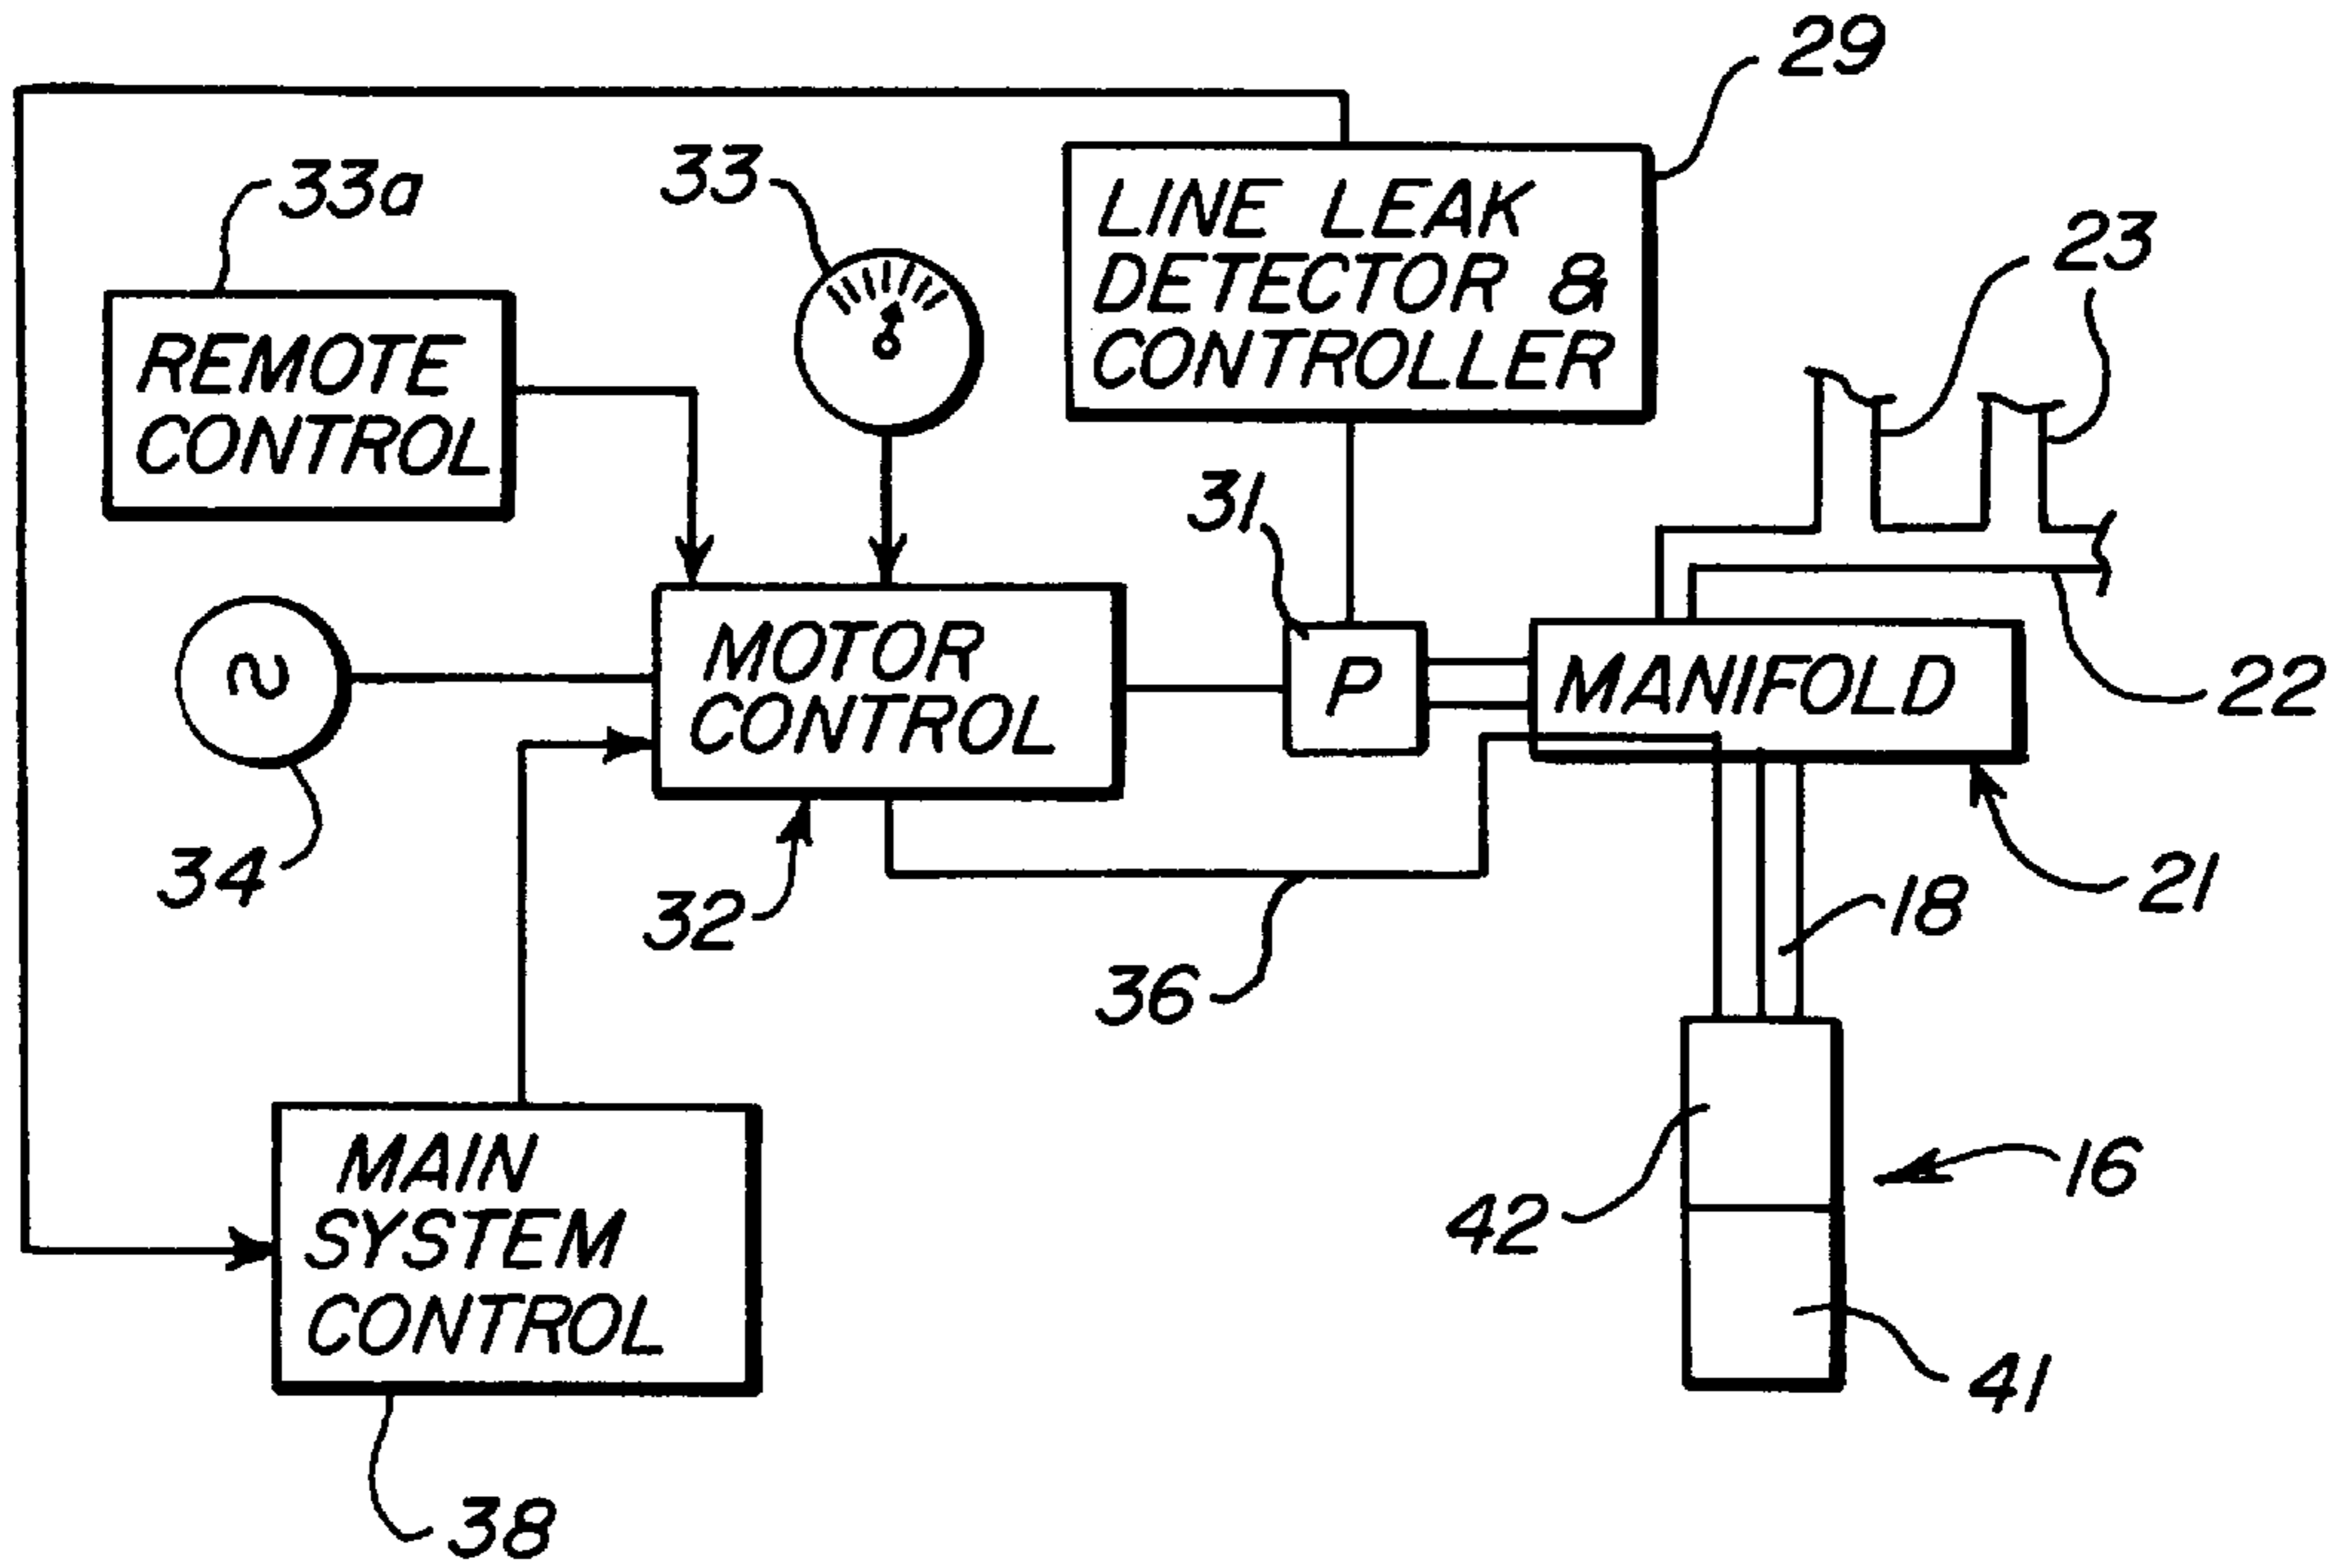 29
33a
33
LINE LEAK
DETECTOR &
CONTROLLER
23
REMOTE
CONTROL
31
MOTOR
CONTROL
P
MANIFOLD
22
34
32
21
18
36
MAIN
SYSTEM
CONTROL
42
16
41
38